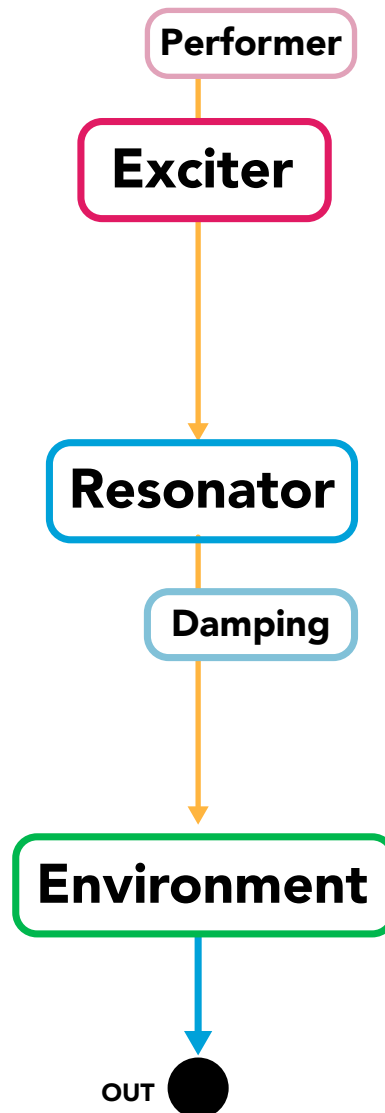 Performer
Exciter
Resonator
Damping
Environment
OUT